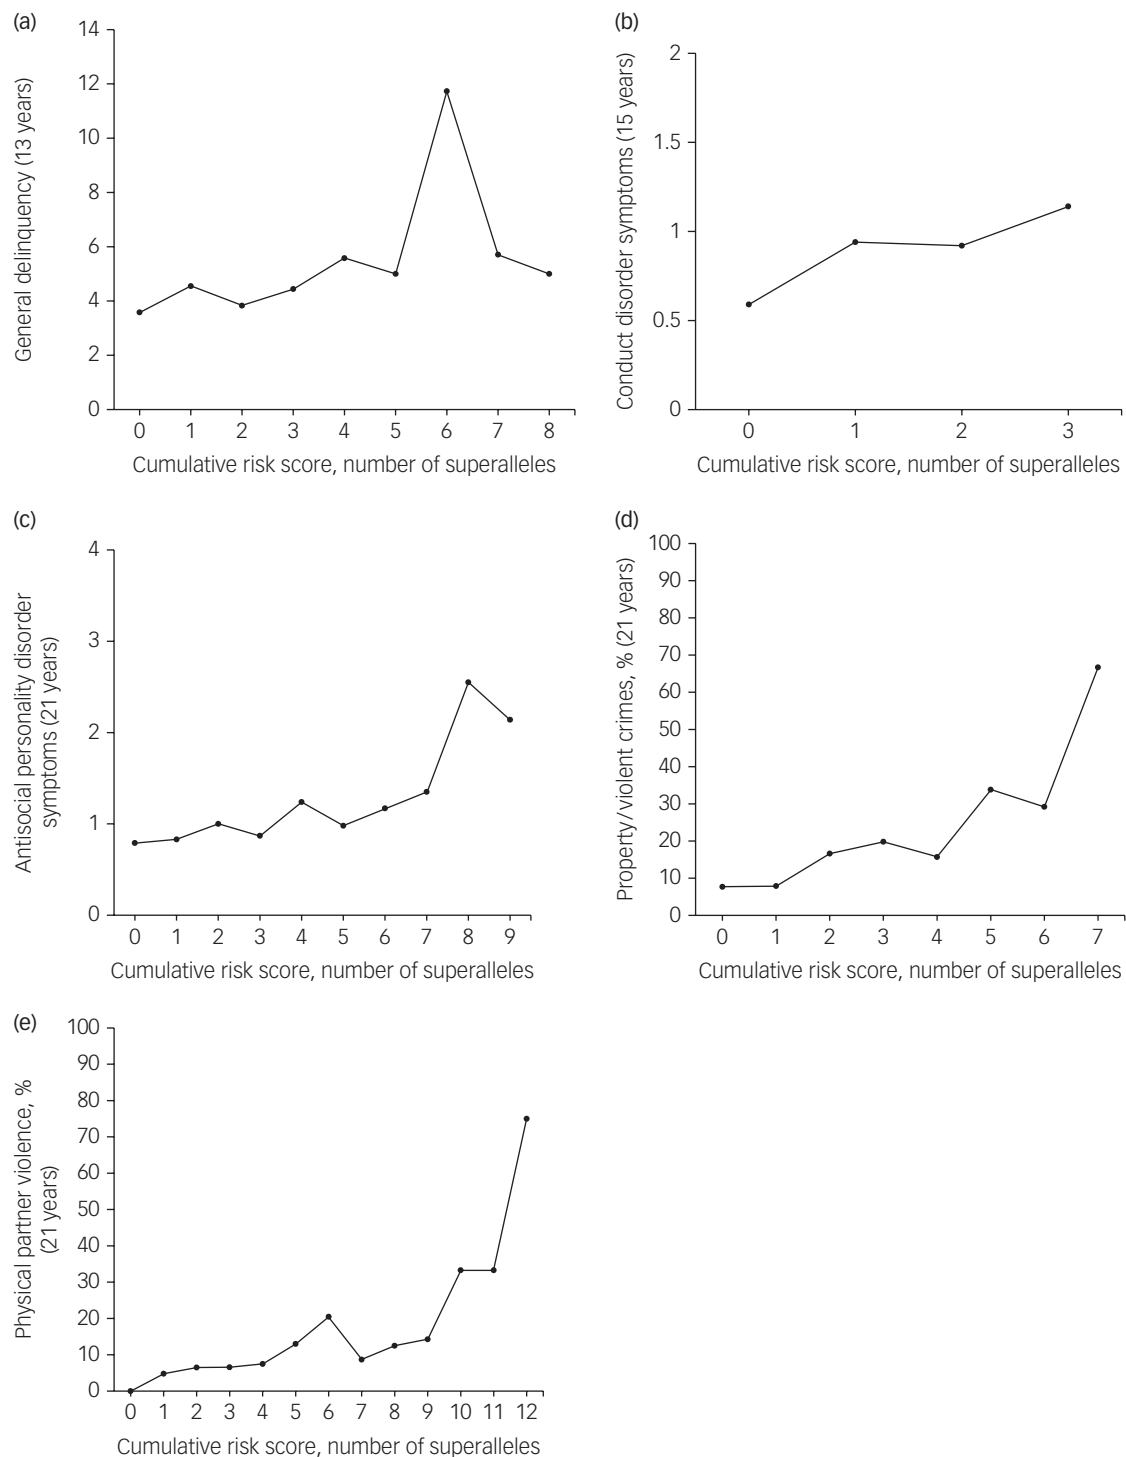 (a)
General delinquency (13 years)
14
12
10
8
6
4
2
0
0 1 2 3 4 5 6 7 8
Cumulative risk score, number of superalleles
(b)
Conduct disorder symptoms (15 years)
2
1.5
1
0.5
0
0 1 2 3
Cumulative risk score, number of superalleles
(c)
Antisocial personality disorder
symptoms (21 years)
4
3
2
1
0
0 1 2 3 4 5 6 7 8 9
Cumulative risk score, number of superalleles
(d)
Property/violent crimes, % (21 years)
100
90
80
70
60
50
40
30
20
10
0
0 1 2 3 4 5 6 7
Cumulative risk score, number of superalleles
(e)
Physical partner violence, %
(21 years)
100
90
80
70
60
50
40
30
20
10
0
0 1 2 3 4 5 6 7 8 9 10 11 12
Cumulative risk score, number of superalleles